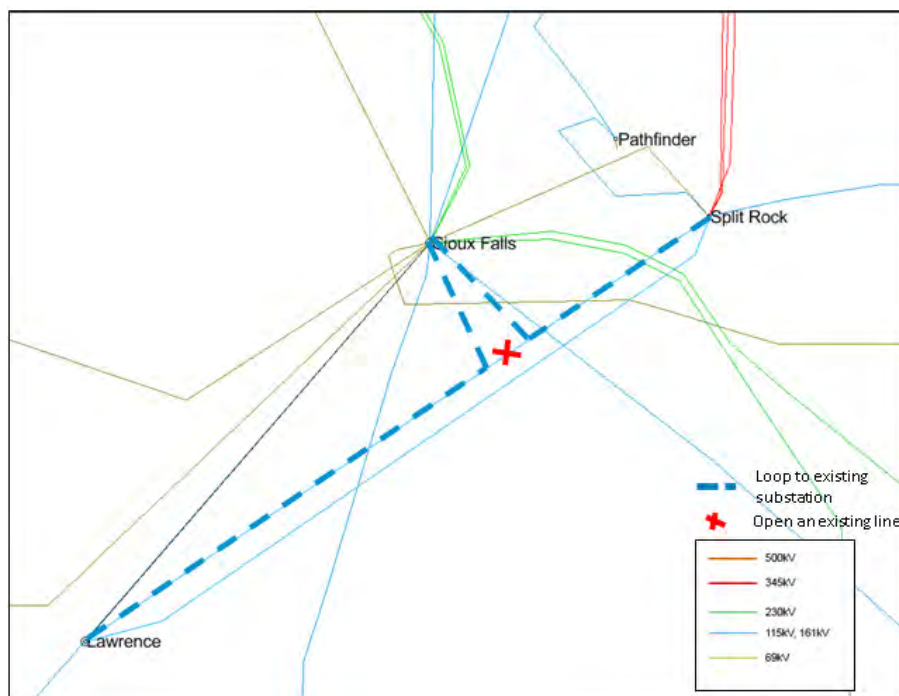 Pathfinder
Split Rock
Sioux Falls
Loop to existing
substation
Open an existing line
500kV
345kV
230kV
115kV, 161kV
69kV
Lawrence